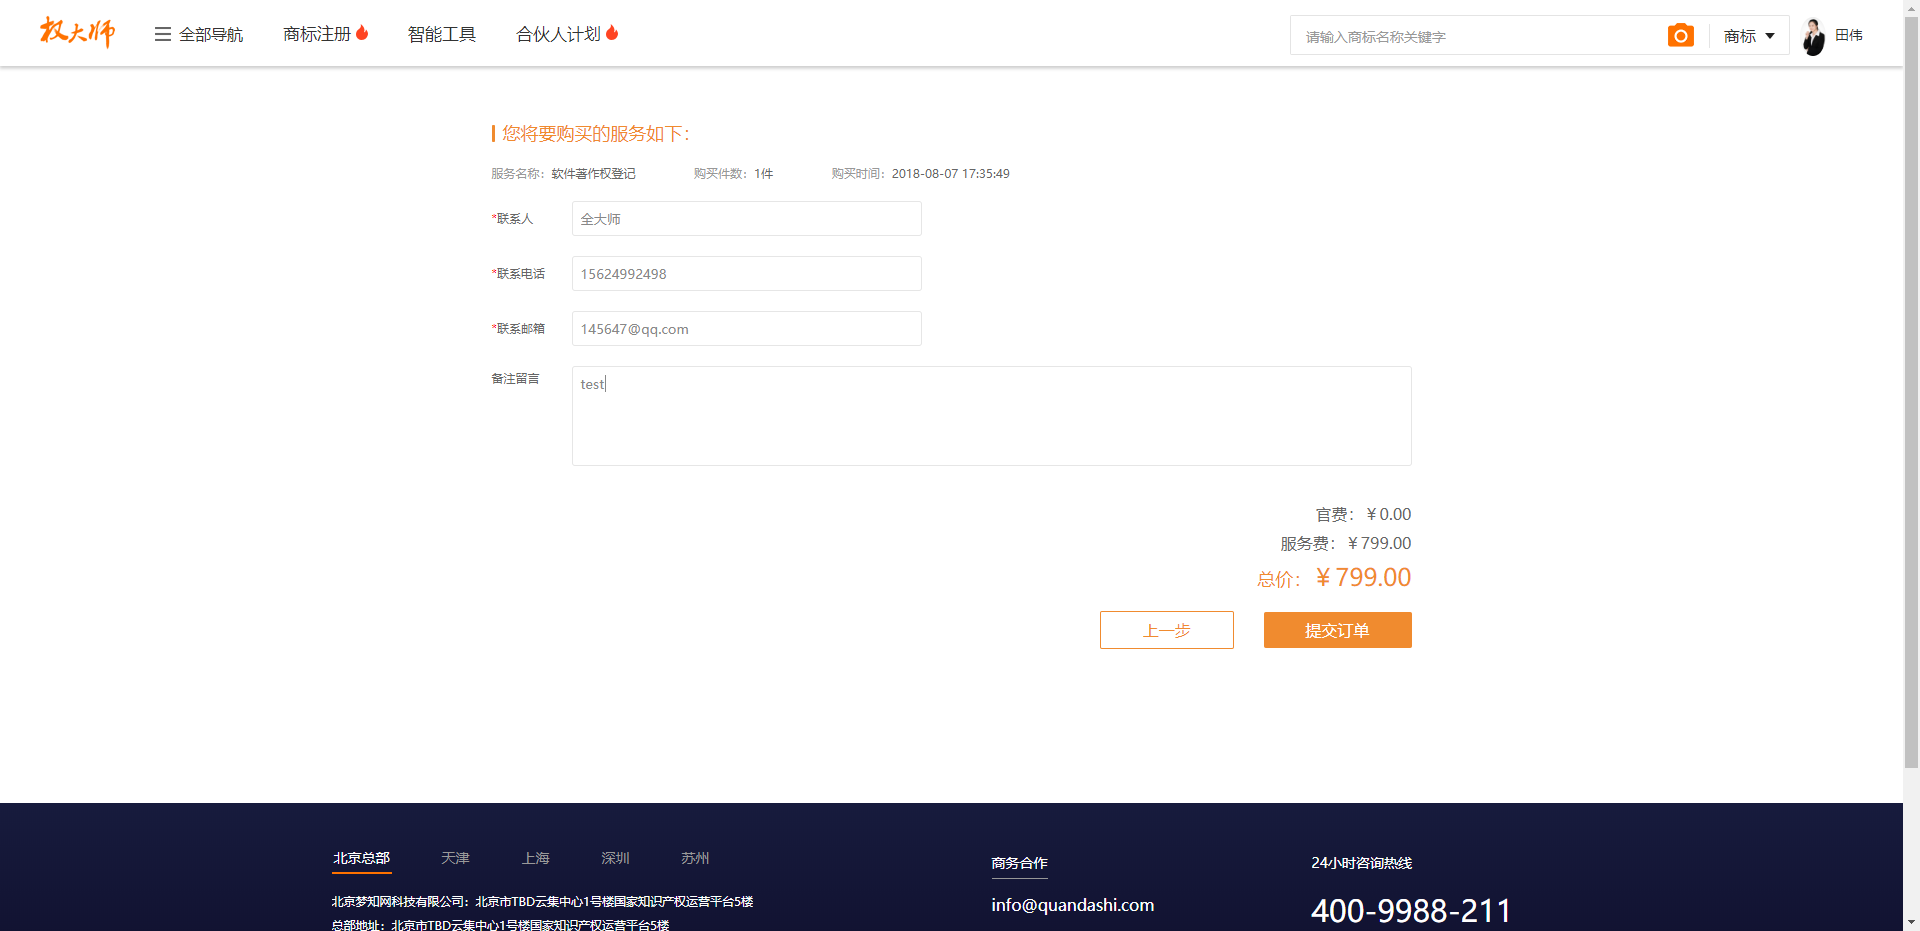 权大师
全部导航 商标注册 智能工具 合伙人计划 请输入商标名称关键字 商标 田伟
您将要购买的服务如下：
服务名称：软件著作权登记 购买件数：1件 购买时间：2018-08-07 17:35:49
*联系人 全大师
*联系电话 15624992498
*联系邮箱 145647@qq.com
备注留言 test
官费：￥0.00
服务费：￥799.00
总价：￥799.00
上一步 提交订单
北京总部 天津 上海 深圳 苏州 商务合作 24小时咨询热线
北京梦知网科技有限公司：北京市TBD云集中心1号楼国家知识产权运营平台5楼 info@quandashi.com 400-9988-211
总部地址：北京市TBD云集中心1号楼国家知识产权运营平台5楼